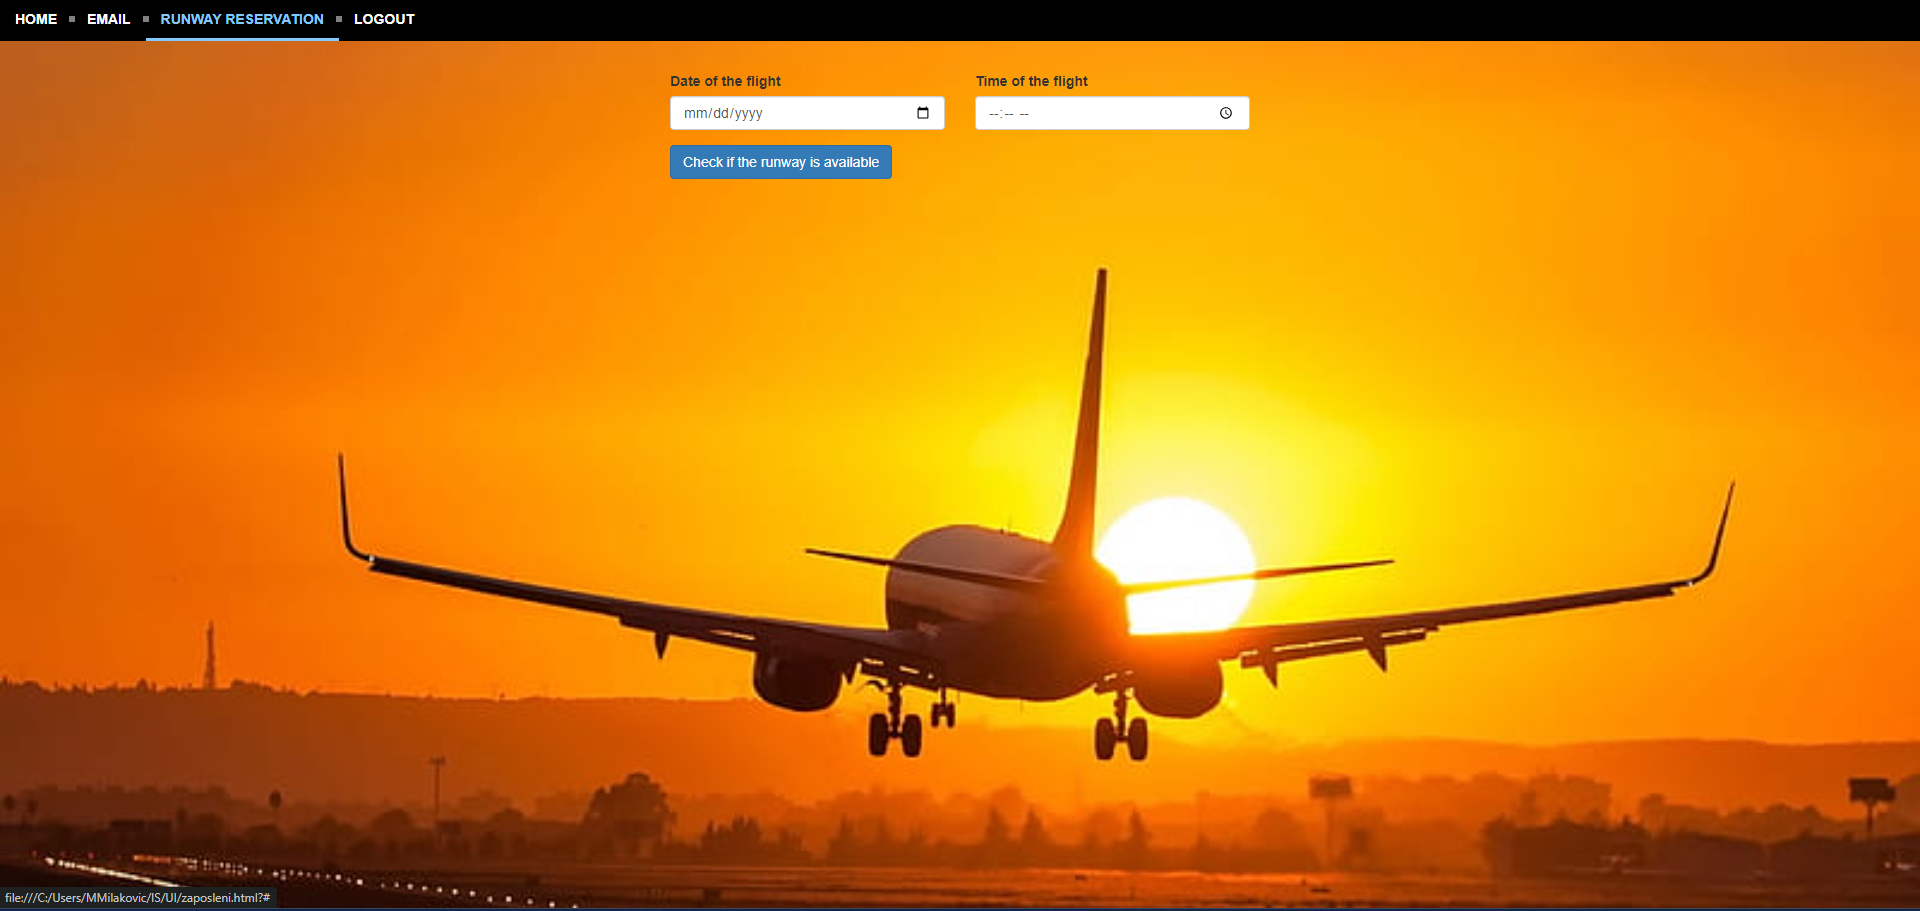 HOME EMAIL RUNWAY RESERVATION LOGOUT
Date of the flight Time of the flight
mm/dd/yyyy --:-- --
Check if the runway is available
file:///C:/Users/MMilakovic/IS/UI/zaposleni.html?#